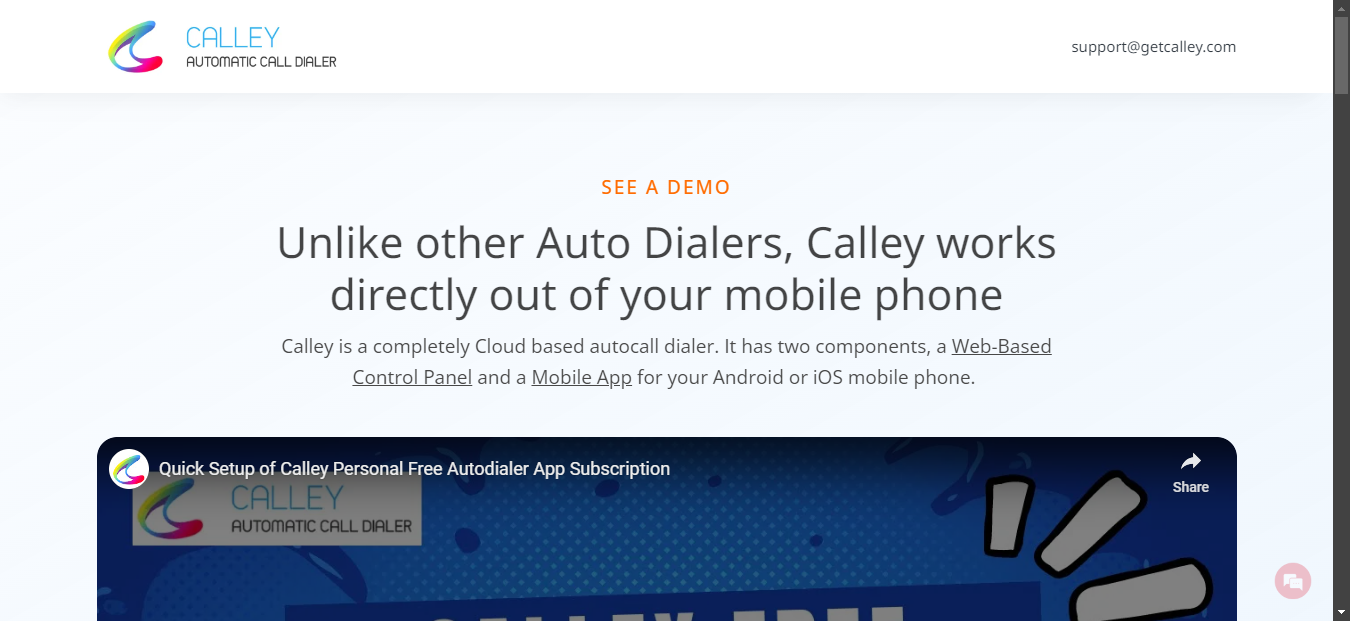 CALLEY
AUTOMATIC CALL DIALER
support@getcalley.com
SEE A DEMO
Unlike other Auto Dialers, Calley works
directly out of your mobile phone
Calley is a completely Cloud based autocall dialer. It has two components, a Web-Based
Control Panel and a Mobile App for your Android or iOS mobile phone.
Quick Setup of Calley Personal Free Autodialer App Subscription
Share
CALLEY
AUTOMATIC CALL DIALER
CALLEY FREE